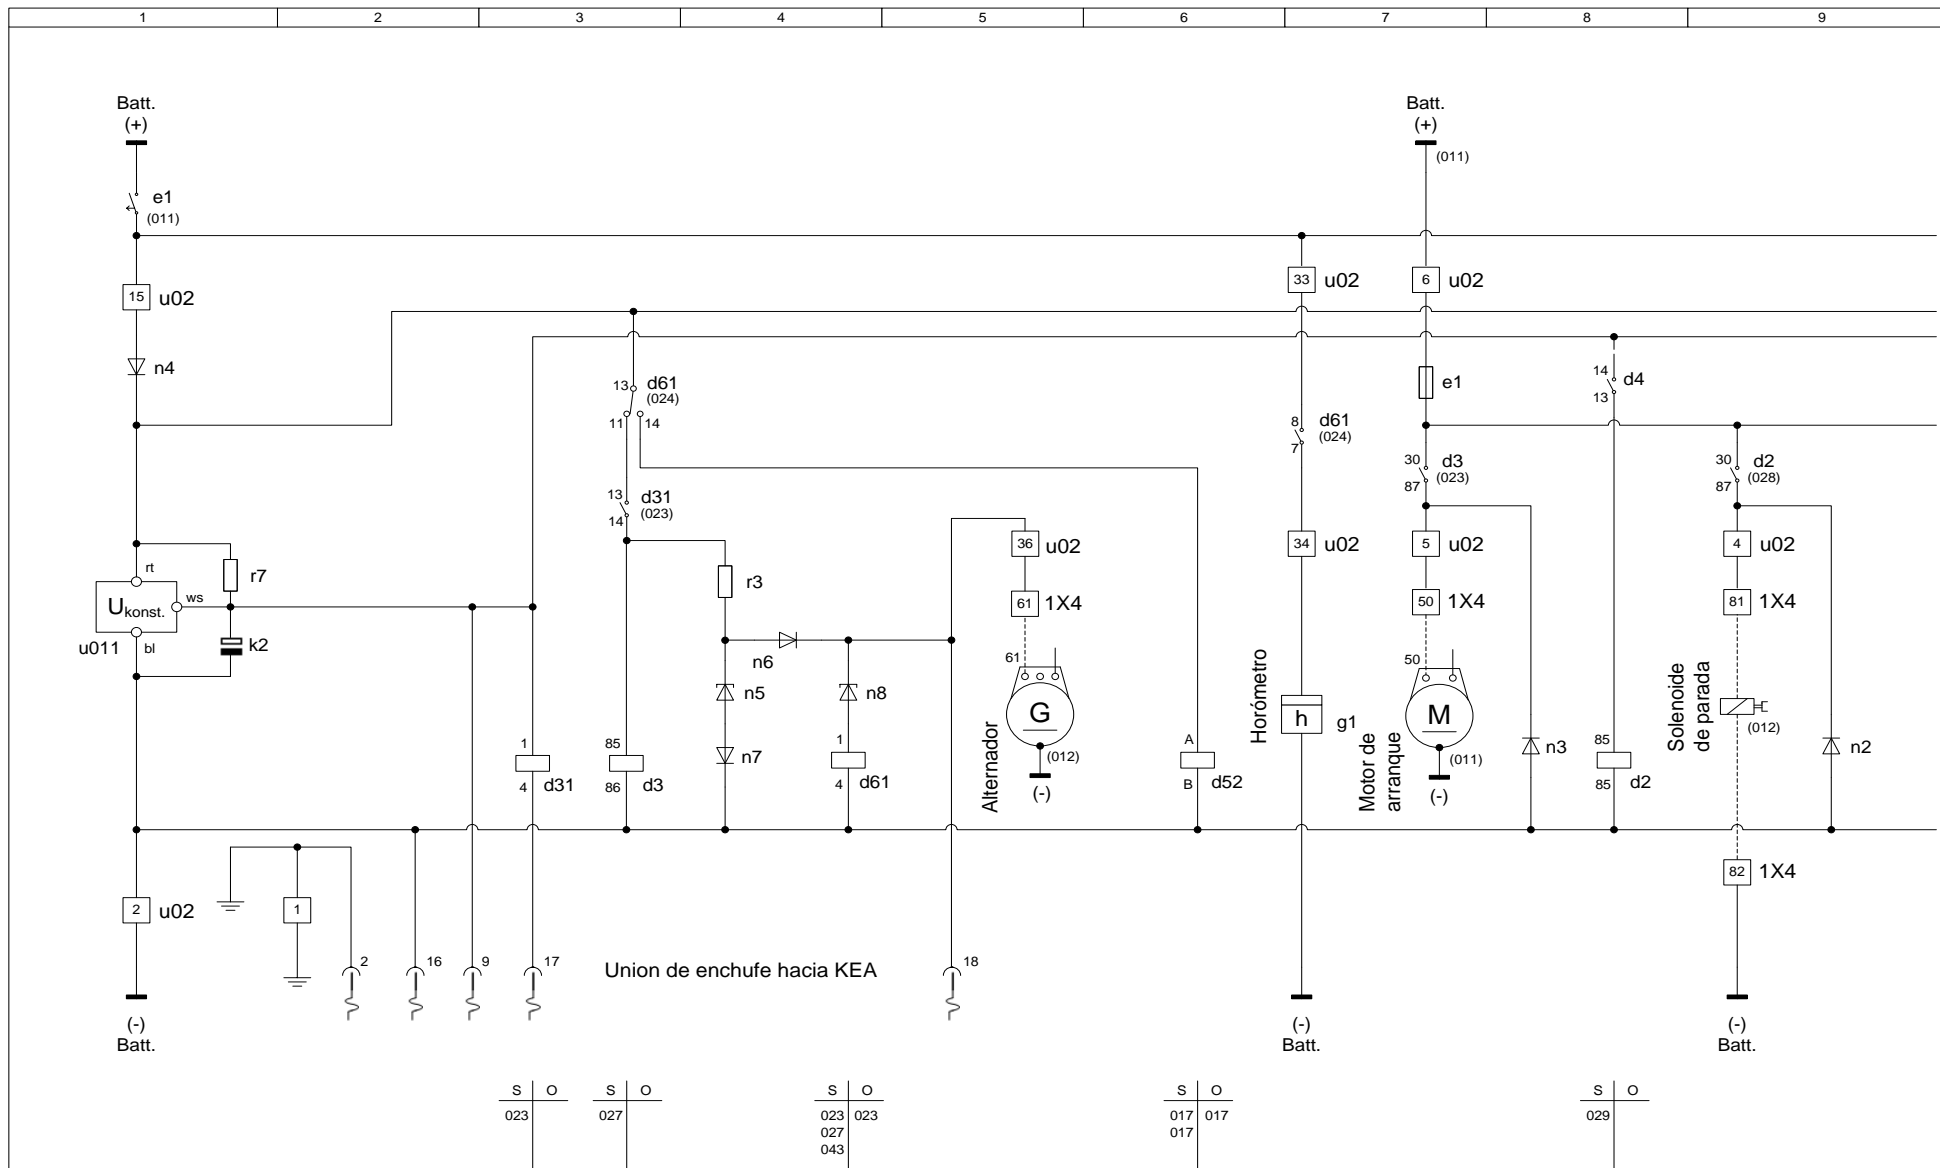 1 2 3 4 5 6 7 8 9
Batt.
(+)
Batt.
(+)
(011)
e1
(011)
15 u02
33 u02
6 u02
n4
13 d61
(024)
11 14
e1
14 d4
13
8 d61
(024)
7
30 d3
(023)
87
30 d2
(028)
87
13 d31
(023)
14
36 u02
34 u02
5 u02
4 u02
rt
r7
r3
Ukonst.
ws
61 1X4
50 1X4
81 1X4
u011
bl
k2
n6
61
50
n5
n8
n7
G
(012)
(-)
Alternador
Horómetro
h
g1
Motor de
arranque
M
(011)
(-)
n3
Solenoide
de parada
(012)
n2
1
4 d31
85
86 d3
1
4 d61
A
B d52
85
85 d2
82 1X4
2 u02
1
2
16
9
17
Union de enchufe hacia KEA
18
(-)
Batt.
(-)
Batt.
(-)
Batt.
S O
023
S O
027
S O
023 023
027
043
S O
017 017
017
S O
029